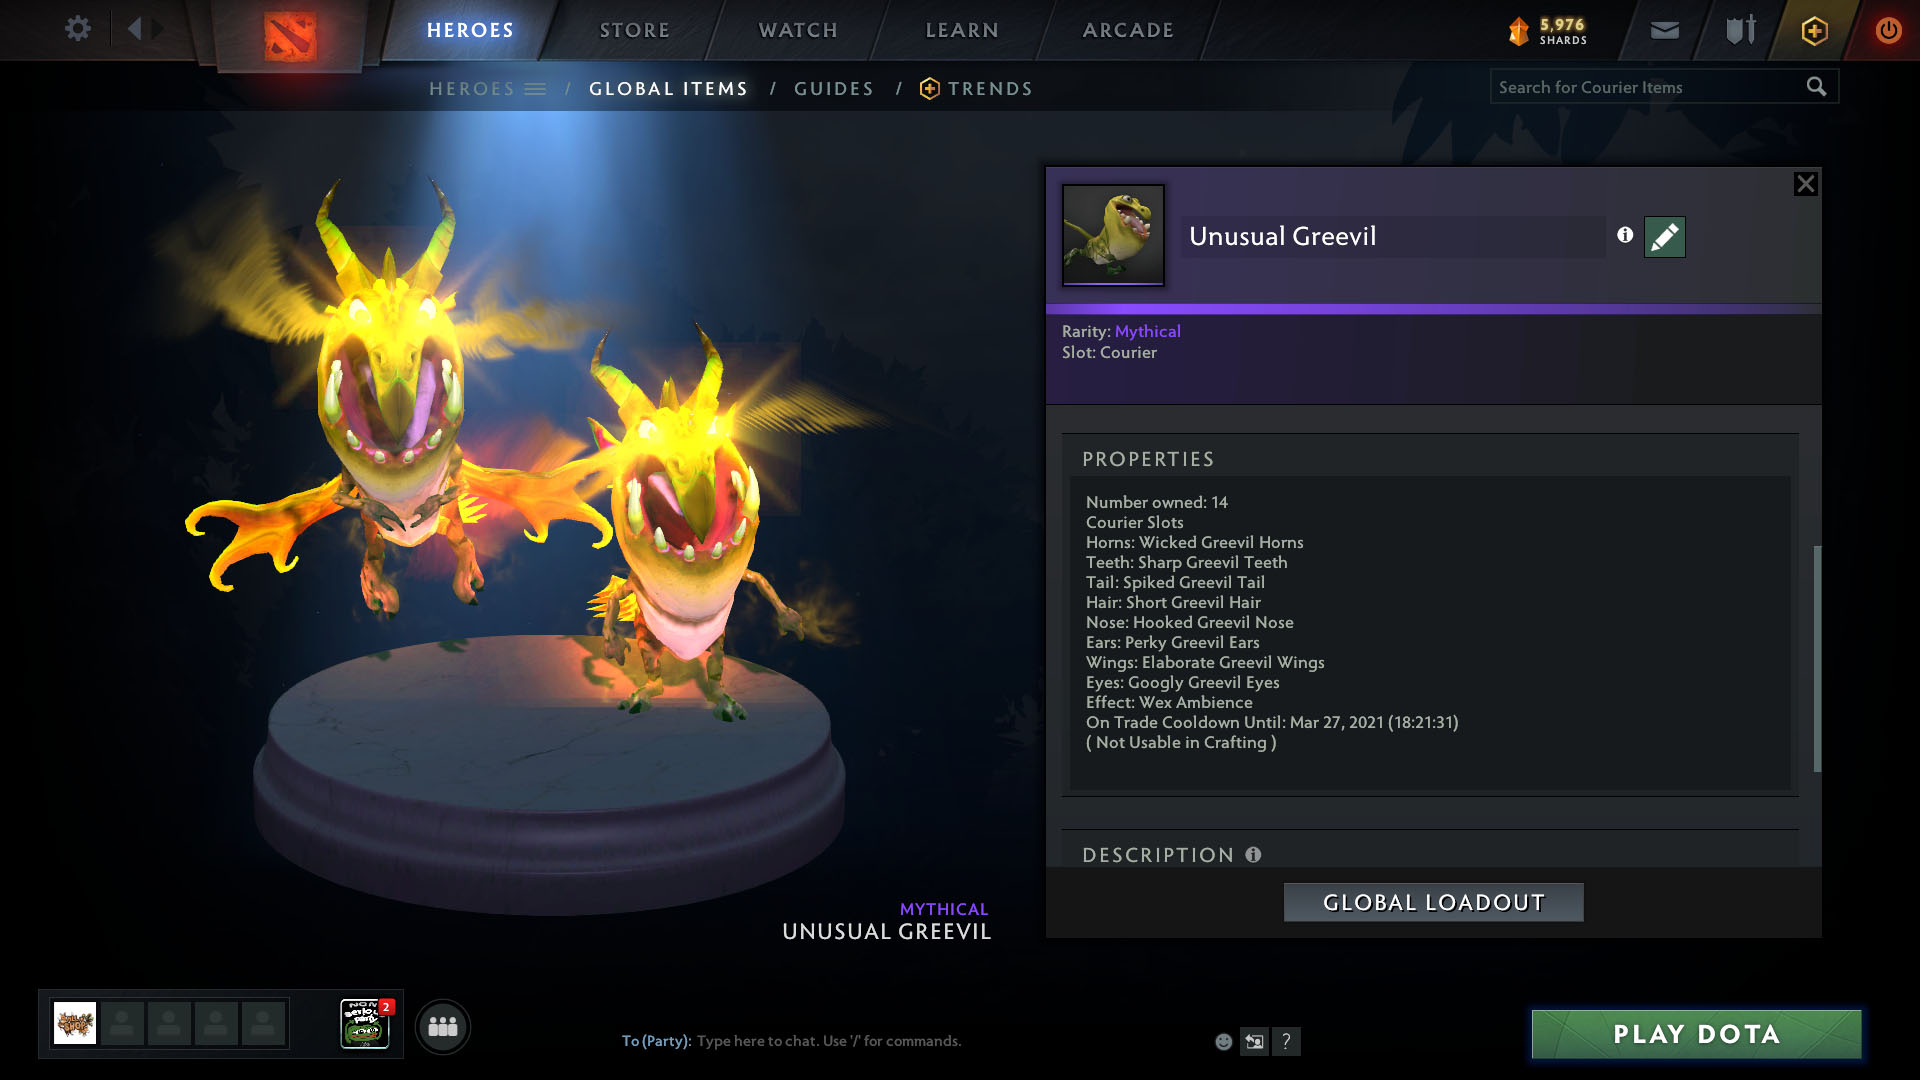 HEROES
STORE
WATCH
LEARN
ARCADE
5,976
SHARDS
HEROES / GLOBAL ITEMS / GUIDES / TRENDS
Search for Courier Items
Unusual Greevil
Rarity: Mythical
Slot: Courier
PROPERTIES
Number owned: 14
Courier Slots
Horns: Wicked Greevil Horns
Teeth: Sharp Greevil Teeth
Tail: Spiked Greevil Tail
Hair: Short Greevil Hair
Nose: Hooked Greevil Nose
Ears: Perky Greevil Ears
Wings: Elaborate Greevil Wings
Eyes: Googly Greevil Eyes
Effect: Wex Ambience
On Trade Cooldown Until: Mar 27, 2021 (18:21:31)
( Not Usable in Crafting )
DESCRIPTION
GLOBAL LOADOUT
MYTHICAL
UNUSUAL GREEVIL
2
To (Party): Type here to chat. Use '/' for commands.
?
PLAY DOTA